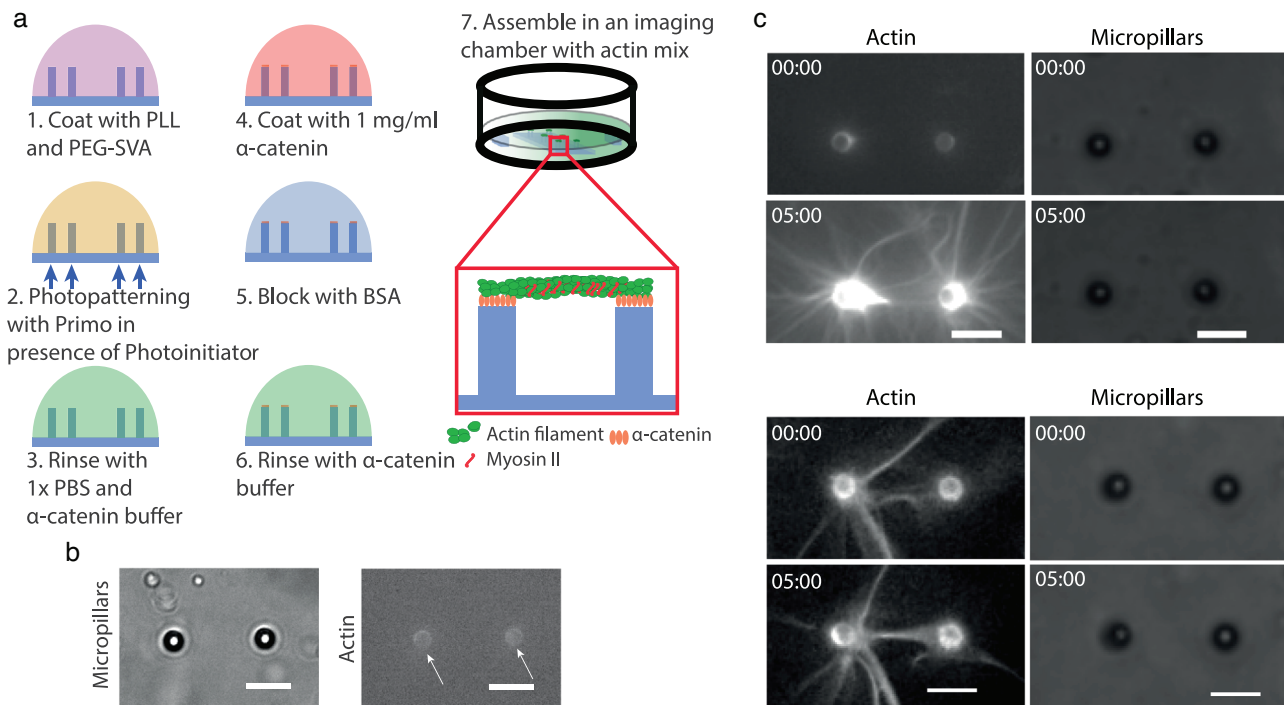 a
1. Coat with PLL
and PEG-SVA
2. Photopatterning
with Primo in
presence of Photoinitiator
3. Rinse with
1x PBS and
α-catenin buffer
4. Coat with 1 mg/ml
α-catenin
5. Block with BSA
6. Rinse with α-catenin
buffer
7. Assemble in an imaging
chamber with actin mix
Actin filament
α-catenin
Myosin II
b
Micropillars
Actin
c
Actin
Micropillars
00:00
00:00
05:00
05:00
Actin
Micropillars
00:00
00:00
05:00
05:00